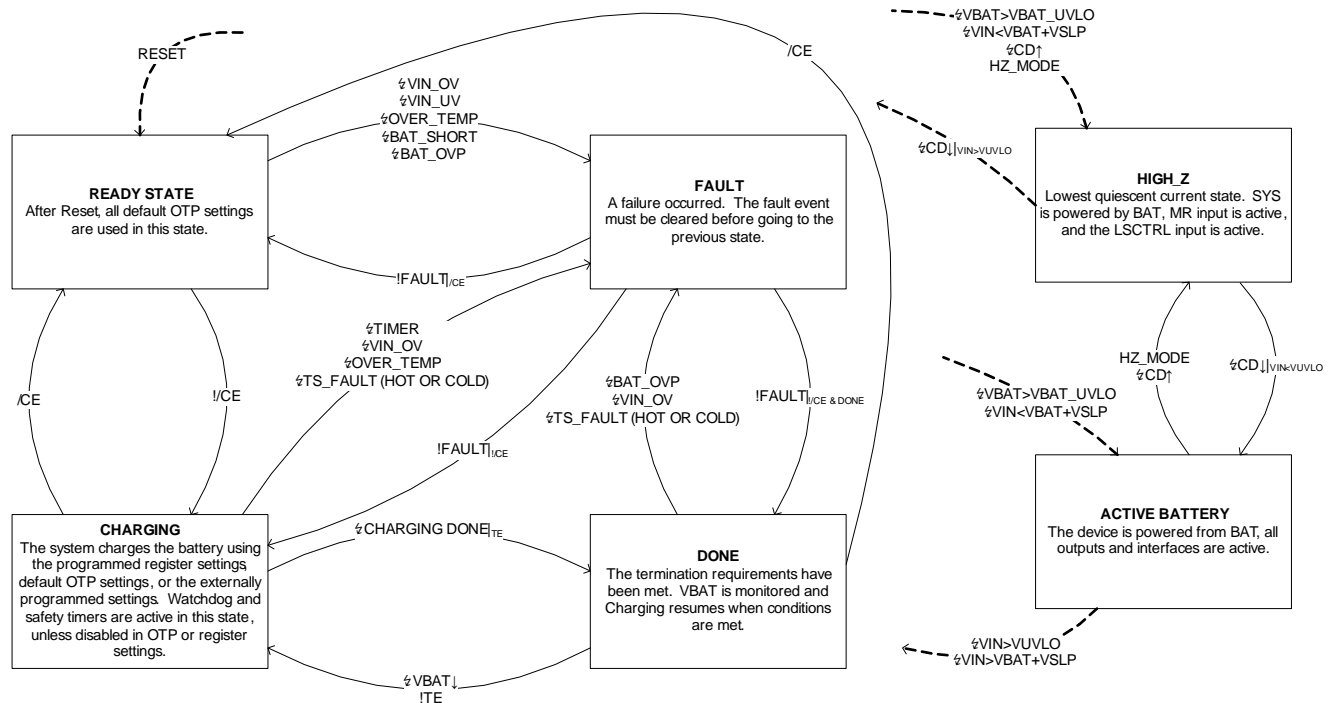 RESET
/CE
↯VIN_OV
↯VIN_UV
↯OVER_TEMP
↯BAT_SHORT
↯BAT_OVP
↯VBAT>VBAT_UVLO
↯VIN<VBAT+VSLP
↯CD↑
HZ_MODE
READY STATE
After Reset, all default OTP settings
are used in this state.
FAULT
A failure occurred. The fault event
must be cleared before going to the
previous state.
↯CD↓|VIN>VUVLO
HIGH_Z
Lowest quiescent current state. SYS
is powered by BAT, MR input is active,
and the LSCTRL input is active.
!FAULT|/CE
/CE
!/CE
↯TIMER
↯VIN_OV
↯OVER_TEMP
↯TS_FAULT (HOT OR COLD)
!FAULT|!/CE
↯BAT_OVP
↯VIN_OV
↯TS_FAULT (HOT OR COLD)
!FAULT|!/CE & DONE
↯VBAT>VBAT_UVLO
↯VIN<VBAT+VSLP
HZ_MODE
↯CD↑
↯CD↓|VIN<VUVLO
CHARGING
The system charges the battery using
the programmed register settings,
default OTP settings, or the externally
programmed settings. Watchdog and
safety timers are active in this state,
unless disabled in OTP or register
settings.
↯CHARGING DONE|TE
DONE
The termination requirements have
been met. VBAT is monitored and
Charging resumes when conditions
are met.
ACTIVE BATTERY
The device is powered from BAT, all
outputs and interfaces are active.
↯VBAT↓
!TE
↯VIN>VUVLO
↯VIN>VBAT+VSLP